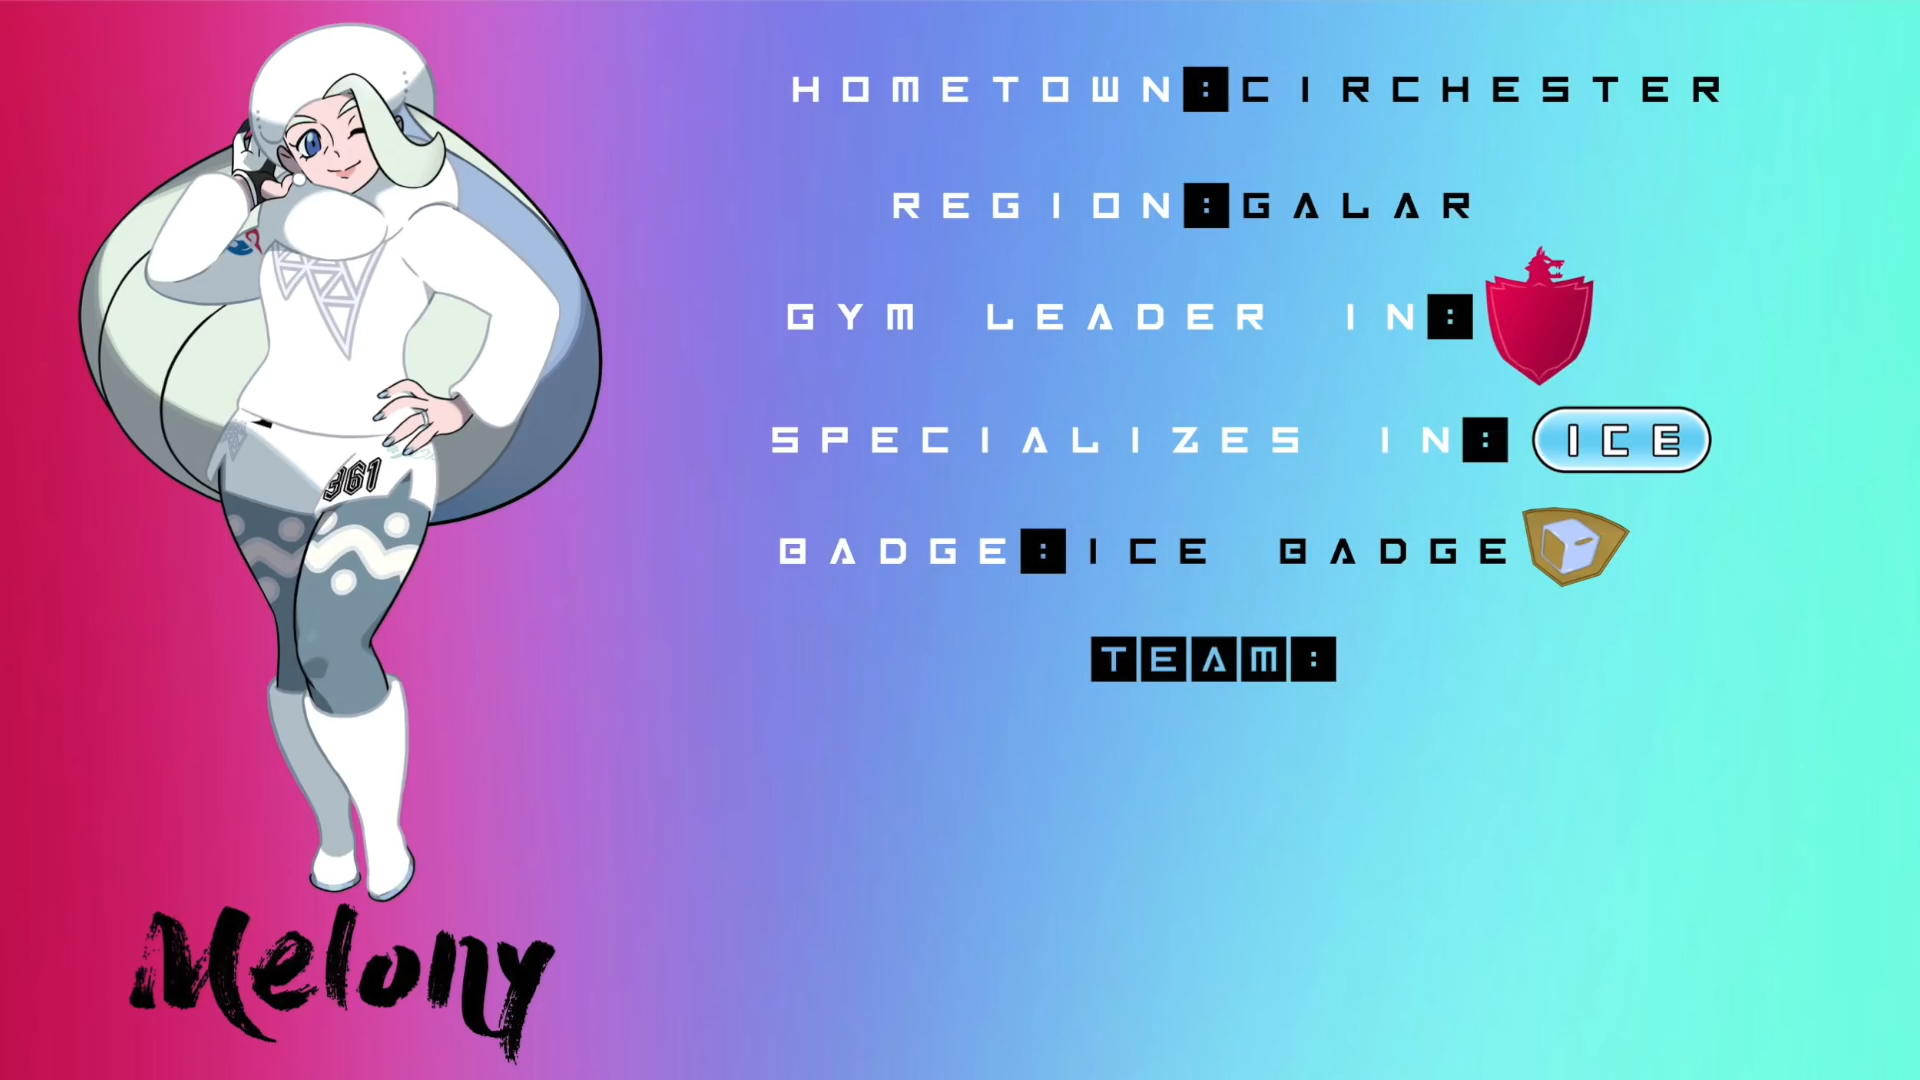 HOMETOWN:CIRCHESTER
REGION:GALAR
GYM LEADER IN:
SPECIALIZES IN: ICE
BADGE:ICE BADGE
TEAM:
361
Melony